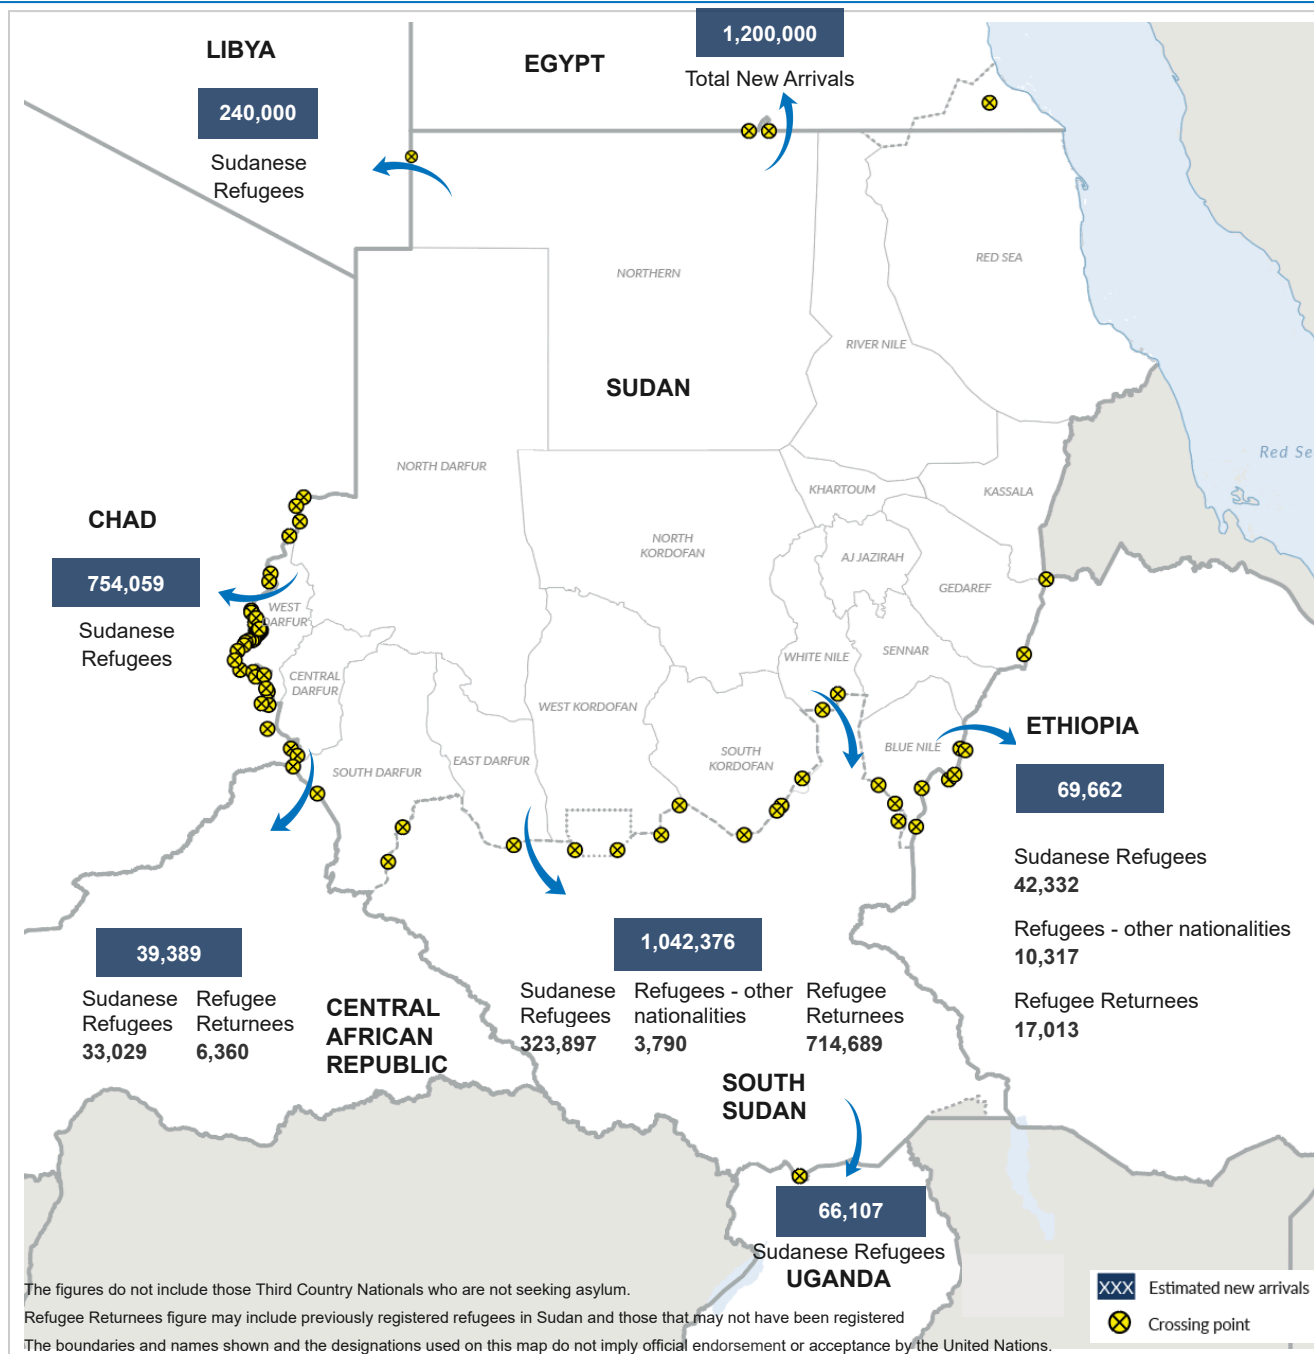 LIBYA
240,000
Sudanese
Refugees
EGYPT
1,200,000
Total New Arrivals
NORTHERN
RED SEA
RIVER NILE
SUDAN
NORTH DARFUR
KHARTOUM
KASSALA
Red Se
CHAD
754,059
Sudanese
Refugees
NORTH
KORDOFAN
AJ JAZIRAH
GEDAREF
WEST
DARFUR
WHITE NILE
SENNAR
CENTRAL
DARFUR
WEST KORDOFAN
SOUTH
KORDOFAN
BLUE NILE
SOUTH DARFUR
EAST DARFUR
ETHIOPIA
69,662
Sudanese Refugees
42,332
Refugees - other nationalities
10,317
Refugee Returnees
17,013
39,389
Sudanese
Refugees
33,029
Refugee
Returnees
6,360
CENTRAL
AFRICAN
REPUBLIC
1,042,376
Sudanese
Refugees
323,897
Refugees - other
nationalities
3,790
Refugee
Returnees
714,689
SOUTH
SUDAN
66,107
Sudanese Refugees
UGANDA
The figures do not include those Third Country Nationals who are not seeking asylum.
Refugee Returnees figure may include previously registered refugees in Sudan and those that may not have been registered
The boundaries and names shown and the designations used on this map do not imply official endorsement or acceptance by the United Nations.
XXX Estimated new arrivals
Crossing point